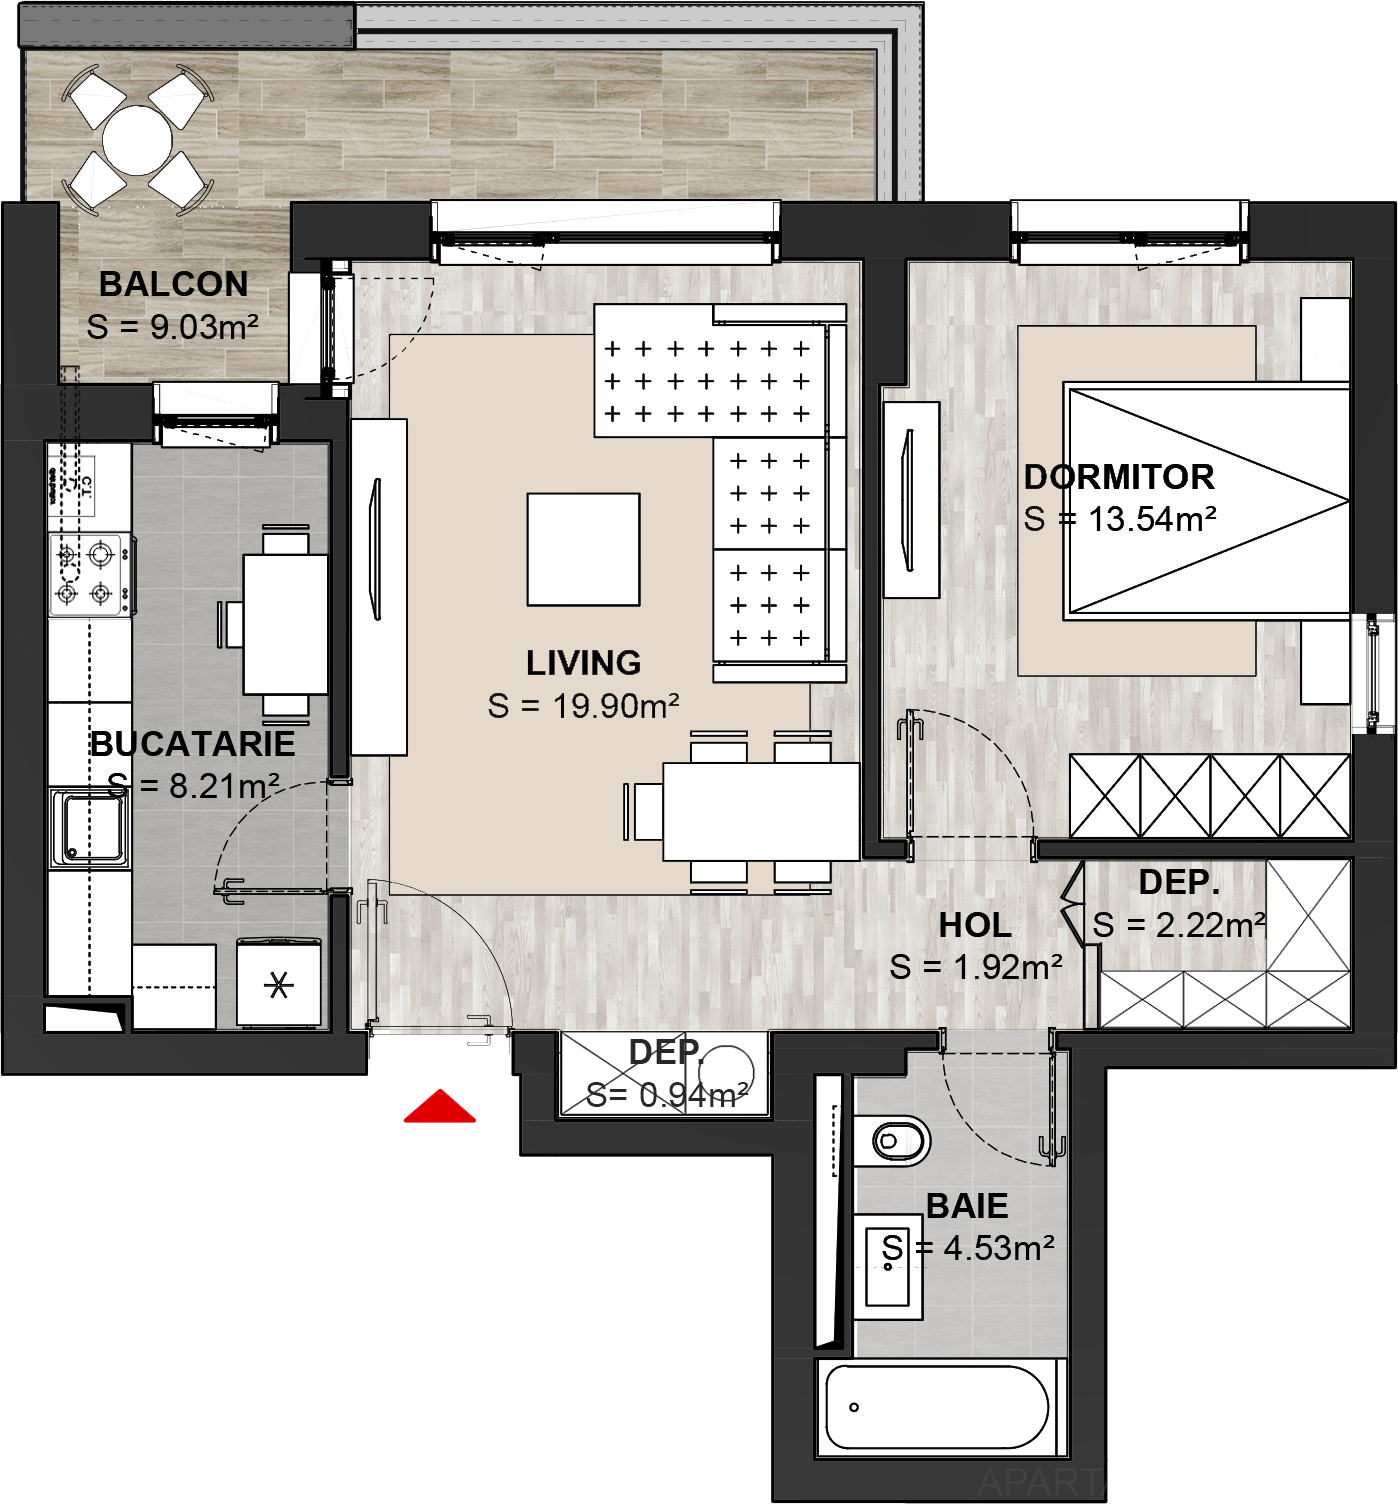 BALCON
S = 9.03m²
DORMITOR
S = 13.54m²
C.T.
LIVING
S = 19.90m²
BUCATARIE
S = 8.21m²
DEP.
S = 2.22m²
HOL
S = 1.92m²
DEP.
S= 0.94m²
BAIE
S = 4.53m²
APARTA